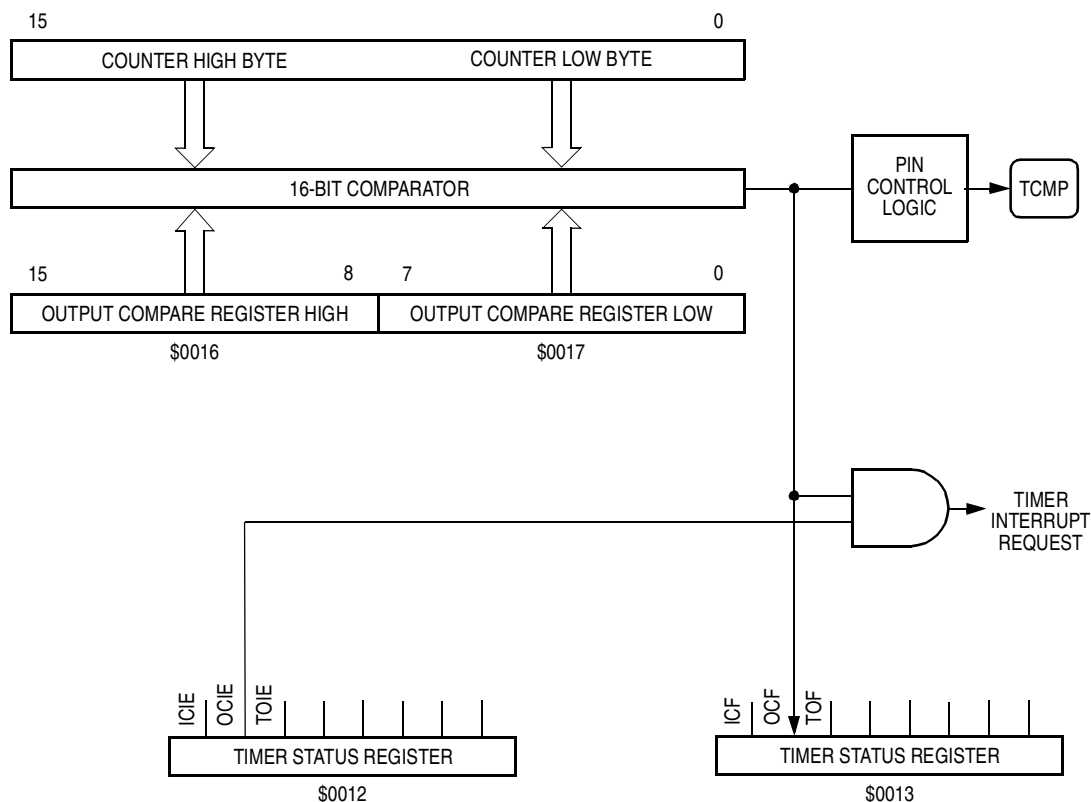 15 0
COUNTER HIGH BYTE COUNTER LOW BYTE
16-BIT COMPARATOR
PIN
CONTROL
LOGIC
TCMP
15 8 7 0
OUTPUT COMPARE REGISTER HIGH OUTPUT COMPARE REGISTER LOW
$0016 $0017
TIMER
INTERRUPT
REQUEST
ICIE
OCIE
TOIE
TIMER STATUS REGISTER
$0012
ICF
OCF
TOF
TIMER STATUS REGISTER
$0013